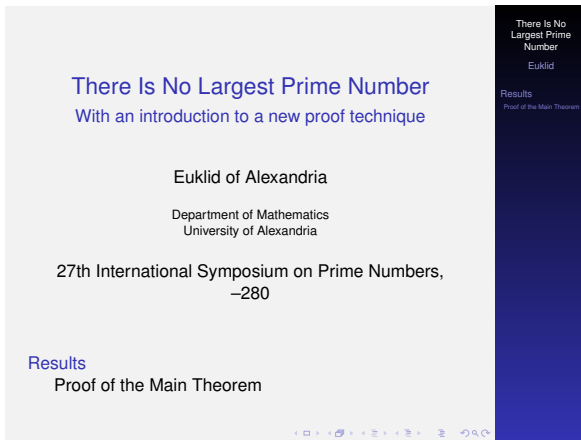 There Is No Largest Prime Number
With an introduction to a new proof technique
Euklid of Alexandria
Department of Mathematics
University of Alexandria
27th International Symposium on Prime Numbers,
–280
Results
Proof of the Main Theorem
There Is No
Largest Prime
Number
Euklid
Results
Proof of the Main Theorem